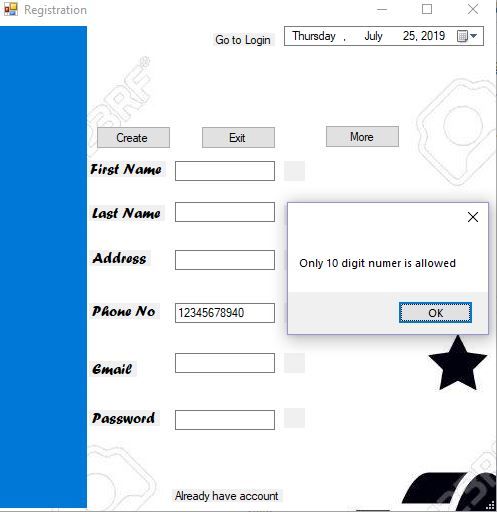 Registration
Go to Login
Thursday , July 25, 2019
Create
Exit
More
First Name
Last Name
Only 10 digit numer is allowed
Address
Phone No
12345678940
OK
Email
Password
Already have account
123RF